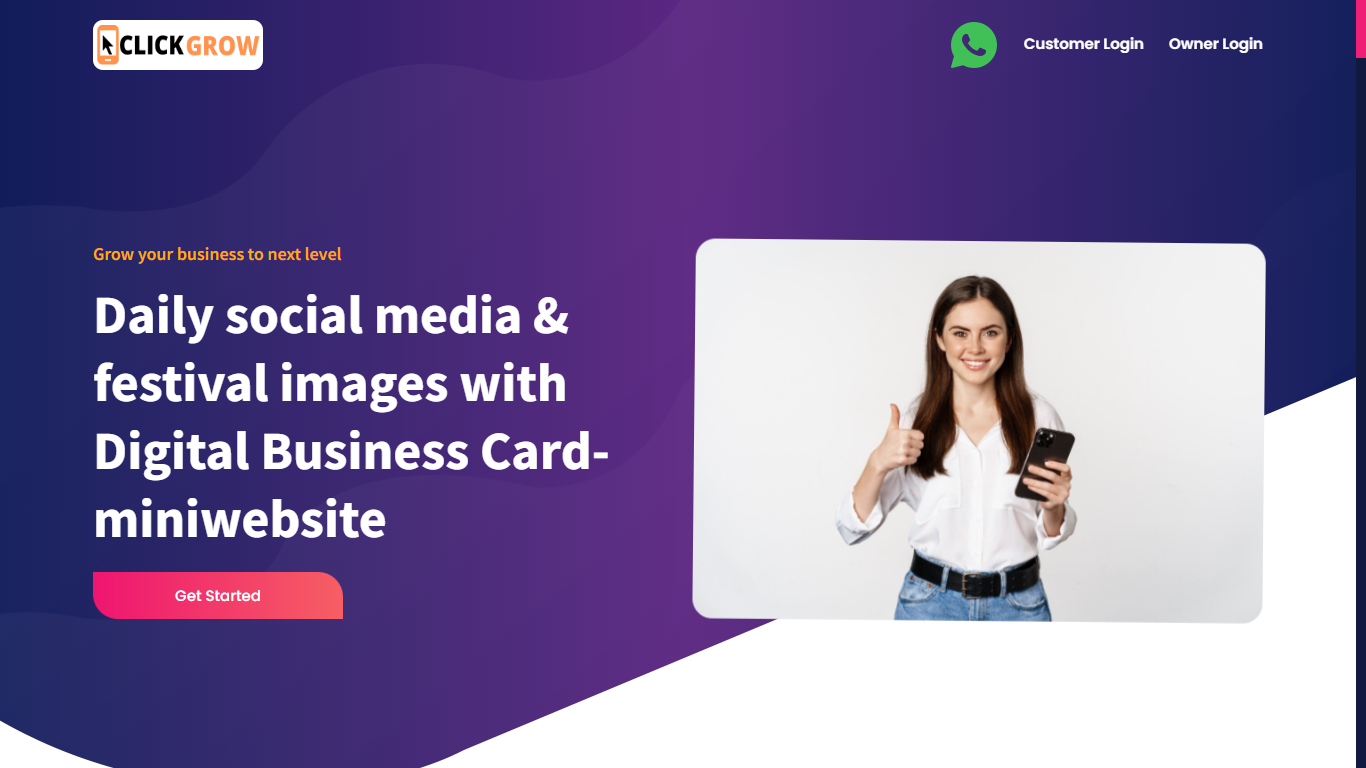 CLICKGROW
Customer Login
Owner Login
Grow your business to next level
Daily social media &
festival images with
Digital Business Card-
miniwebsite
Get Started